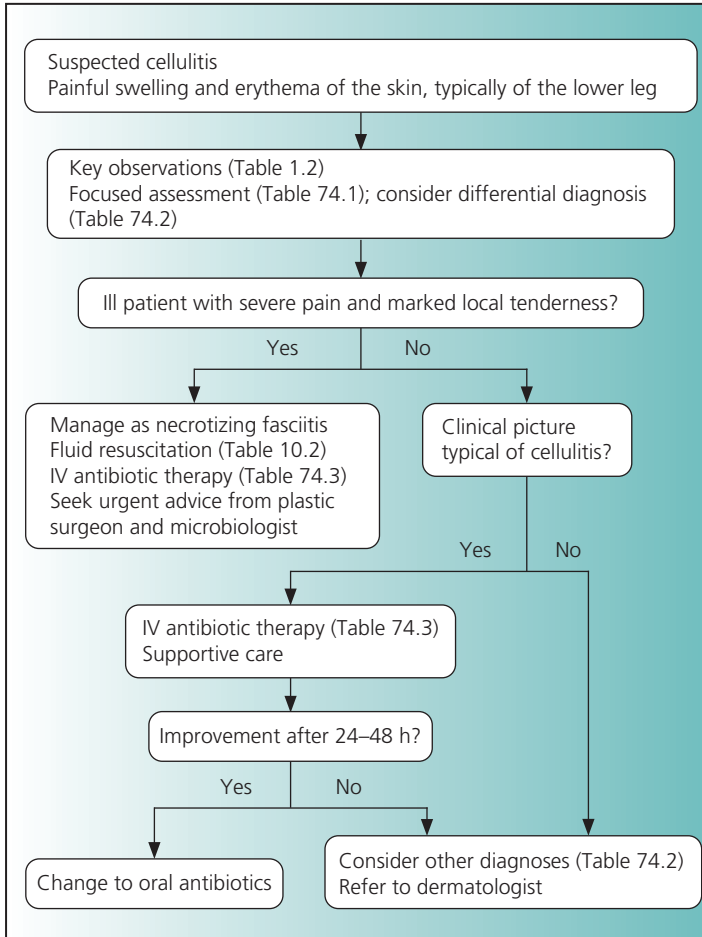 Suspected cellulitis
Painful swelling and erythema of the skin, typically of the lower leg
Key observations (Table 1.2)
Focused assessment (Table 74.1); consider differential diagnosis
(Table 74.2)
Ill patient with severe pain and marked local tenderness?
Yes
No
Manage as necrotizing fasciitis
Fluid resuscitation (Table 10.2)
IV antibiotic therapy (Table 74.3)
Seek urgent advice from plastic
surgeon and microbiologist
Clinical picture
typical of cellulitis?
Yes
No
IV antibiotic therapy (Table 74.3)
Supportive care
Improvement after 24–48 h?
Yes
No
Change to oral antibiotics
Consider other diagnoses (Table 74.2)
Refer to dermatologist